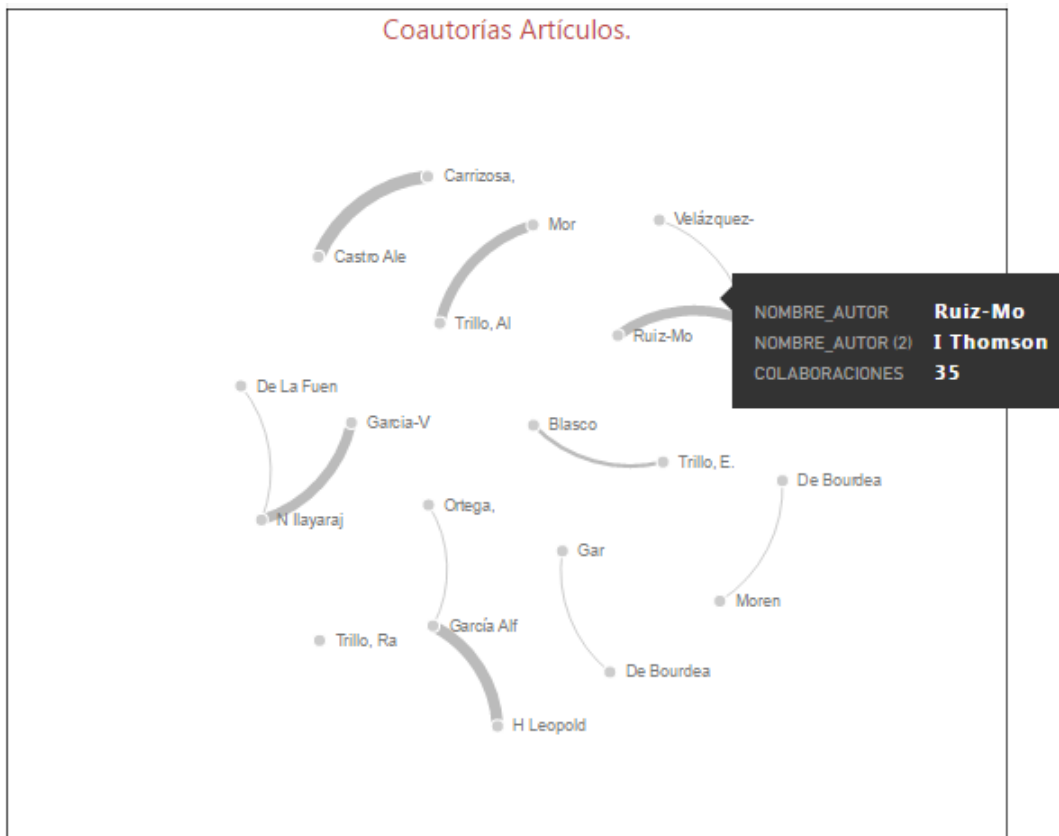 Coautorías Artículos.
Carrizosa,
Mor
Velázquez-
Castro Ale
Trillo, Al
Ruiz-Mo
NOMBRE_AUTOR Ruiz-Mo
NOMBRE_AUTOR (2) I Thomson
COLABORACIONES 35
De La Fuen
Garcia-V
Blasco
Trillo, E.
De Bourdea
Ortega,
N Ilayaraj
Gar
Moren
García Alf
Trillo, Ra
De Bourdea
H Leopold